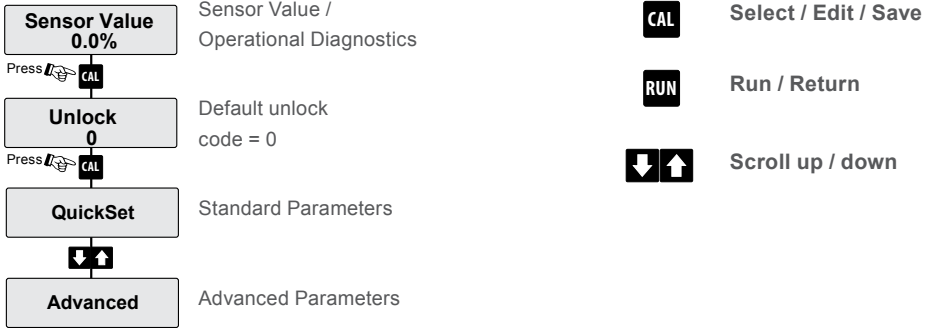 Sensor Value
0.0%
Sensor Value /
Operational Diagnostics
Press CAL
Unlock
0
Default unlock
code = 0
Press CAL
QuickSet
Standard Parameters
Advanced
Advanced Parameters
CAL Select / Edit / Save
RUN Run / Return
Scroll up / down